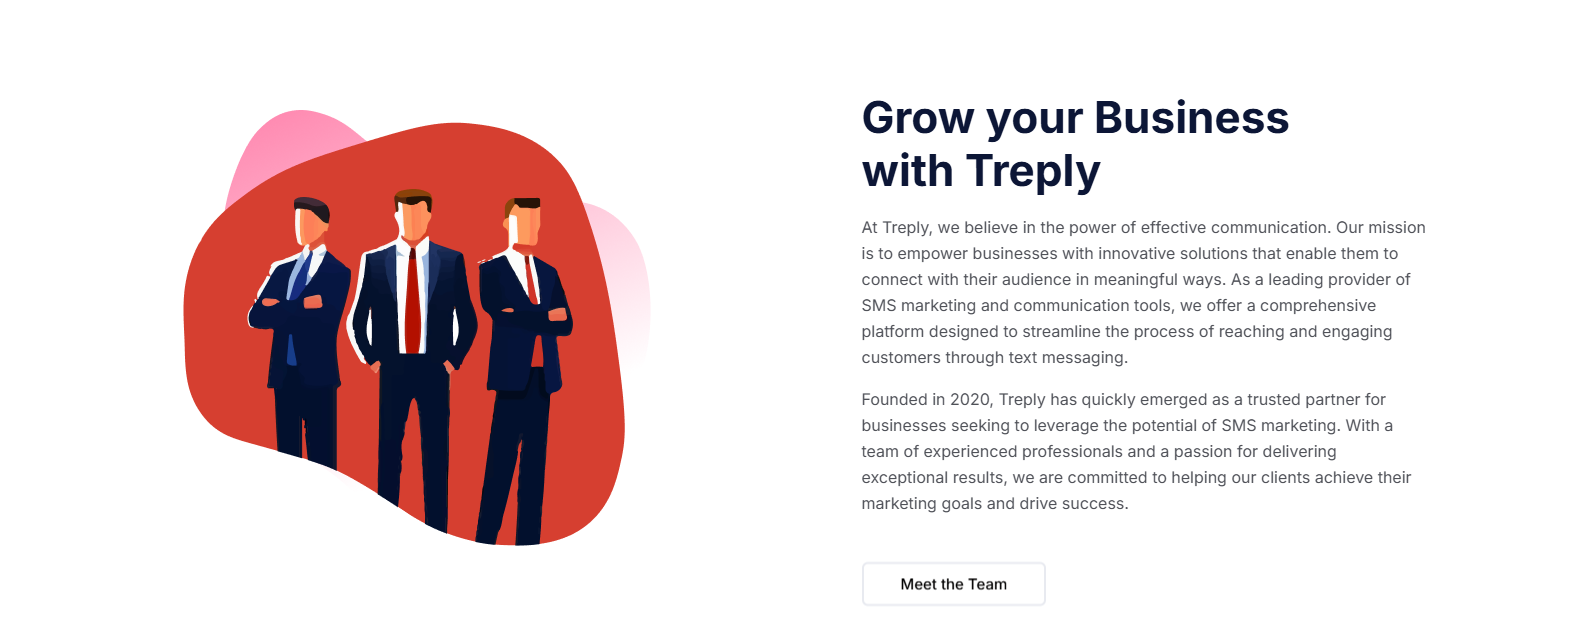 Grow your Business
with Treply
At Treply, we believe in the power of effective communication. Our mission
is to empower businesses with innovative solutions that enable them to
connect with their audience in meaningful ways. As a leading provider of
SMS marketing and communication tools, we offer a comprehensive
platform designed to streamline the process of reaching and engaging
customers through text messaging.
Founded in 2020, Treply has quickly emerged as a trusted partner for
businesses seeking to leverage the potential of SMS marketing. With a
team of experienced professionals and a passion for delivering
exceptional results, we are committed to helping our clients achieve their
marketing goals and drive success.
Meet the Team